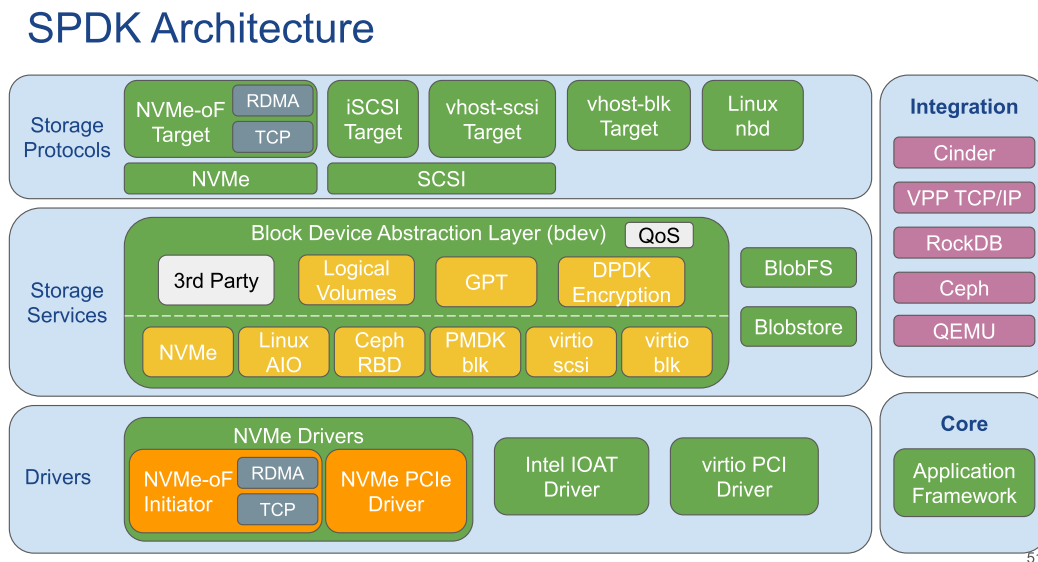 SPDK Architecture
Storage
Protocols
NVMe-oF
Target
RDMA
TCP
iSCSI
Target
vhost-scsi
Target
vhost-blk
Target
Linux
nbd
NVMe
SCSI
Storage
Services
Block Device Abstraction Layer (bdev)
QoS
3rd Party
Logical
Volumes
GPT
DPDK
Encryption
NVMe
Linux
AIO
Ceph
RBD
PMDK
blk
virtio
scsi
virtio
blk
BlobFS
Blobstore
Drivers
NVMe Drivers
NVMe-oF
Initiator
RDMA
TCP
NVMe PCIe
Driver
Intel IOAT
Driver
virtio PCI
Driver
Integration
Cinder
VPP TCP/IP
RockDB
Ceph
QEMU
Core
Application
Framework